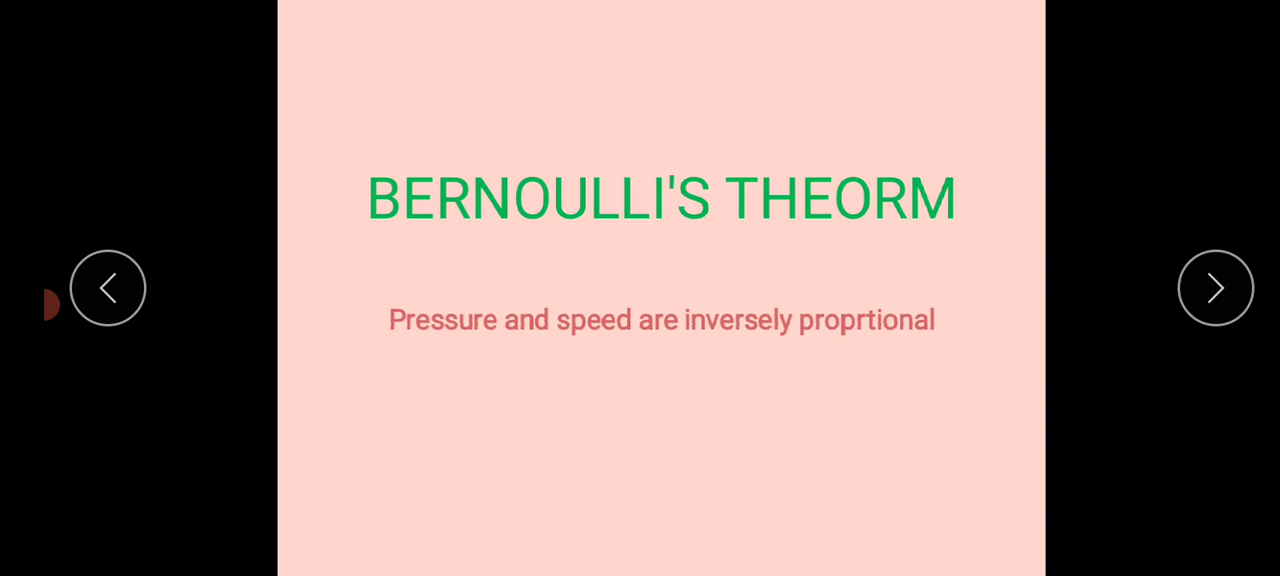 BERNOULLI'S THEORM
Pressure and speed are inversely proprtional